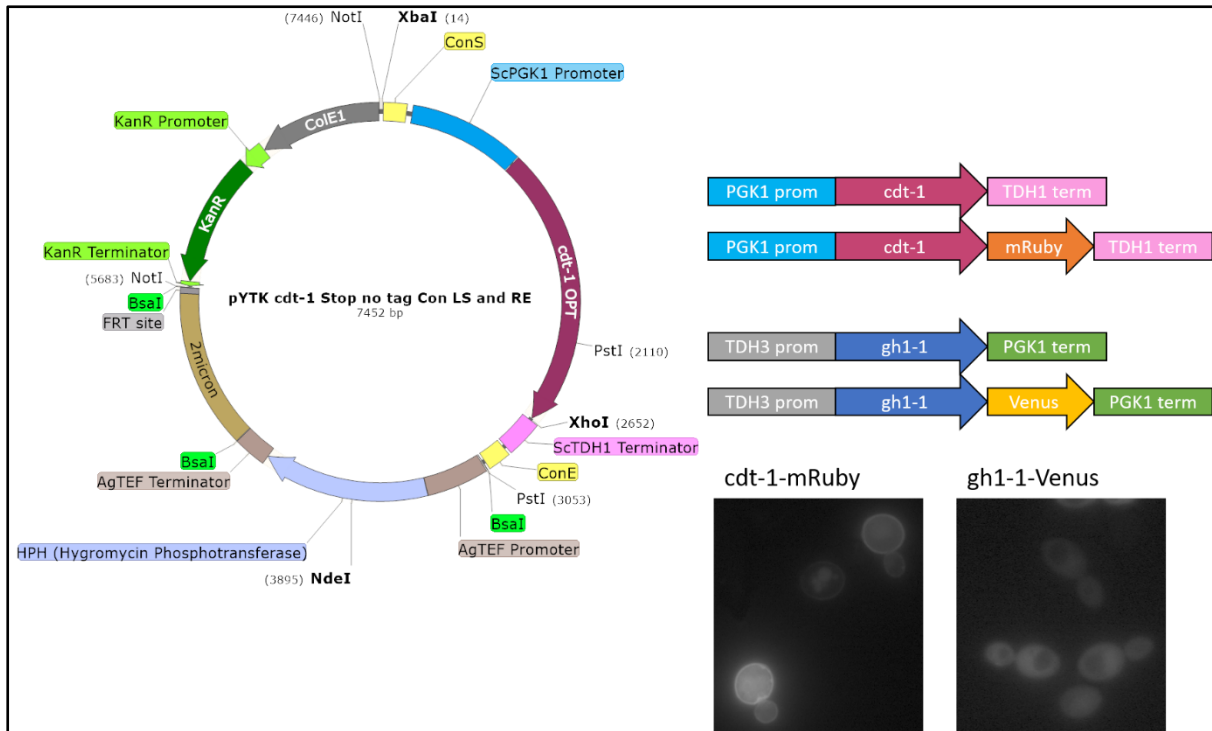 (7446) NotI
XbaI (14)
ConS
ScPGK1 Promoter
KanR Promoter
ColE1
KanR
cdt-1 OPT
KanR Terminator
(5683) NotI
BsaI
FRT site
pYTK cdt-1 Stop no tag Con LS and RE
7452 bp
PstI (2110)
2micron
XhoI (2652)
ScTDH1 Terminator
BsaI
ConE
AgTEF Terminator
PstI (3053)
BsaI
HPH (Hygromycin Phosphotransferase)
AgTEF Promoter
(3895) NdeI
PGK1 prom cdt-1 TDH1 term
PGK1 prom cdt-1 mRuby TDH1 term
TDH3 prom gh1-1 PGK1 term
TDH3 prom gh1-1 Venus PGK1 term
cdt-1-mRuby gh1-1-Venus